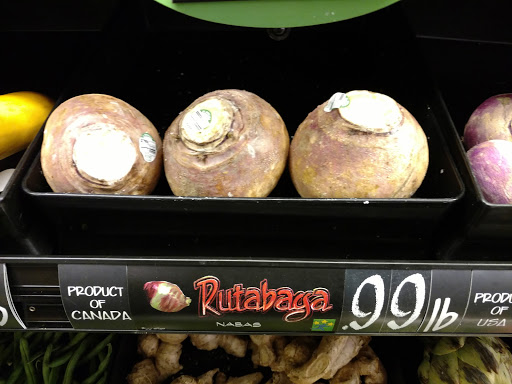 PRODUCT
OF
CANADA
Rutabaga
NABAS
.99 lb
PRODU
OF
USA